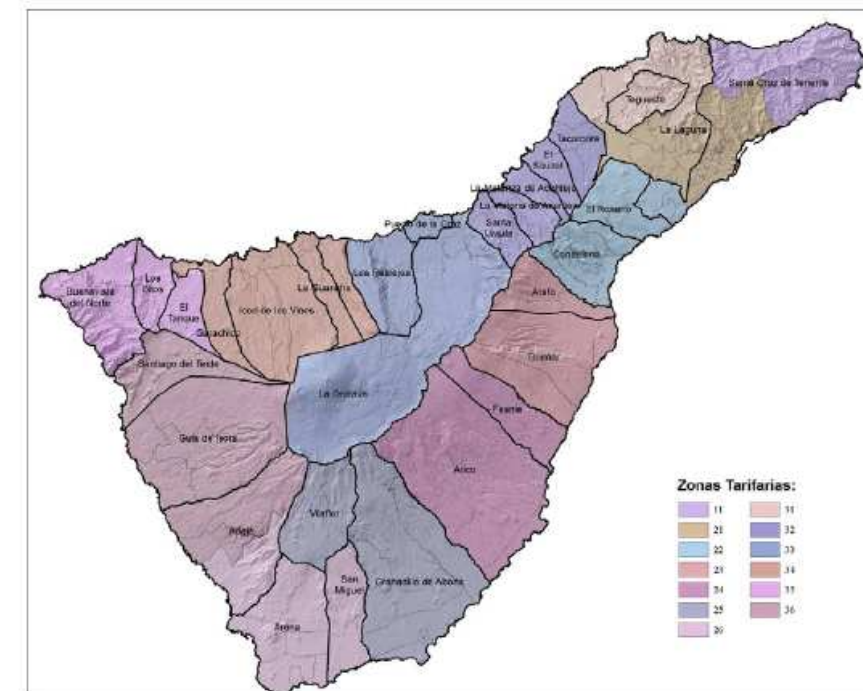 Santa Cruz de Tenerife
Tegueste
La Laguna
Tacoronte
El
Sauzal
La Matanza de Acentejo
La Victoria de Acentejo
El Rosario
Puerto de la Cruz
Santa
Ursula
Candelaria
Los Realejos
La Guancha
Los
Silos
Buenavista
del Norte
El
Tanque
Icod de los Vinos
Arafo
Garachico
Santiago del Teide
Güimar
La Orotava
Fasnia
Guía de Isora
Arico
Zonas Tarifarias:
11 31
21 32
22 33
23 34
24 35
25 36
26
Vilaflor
Adeje
San
Miguel
Granadilla de Abona
Arona